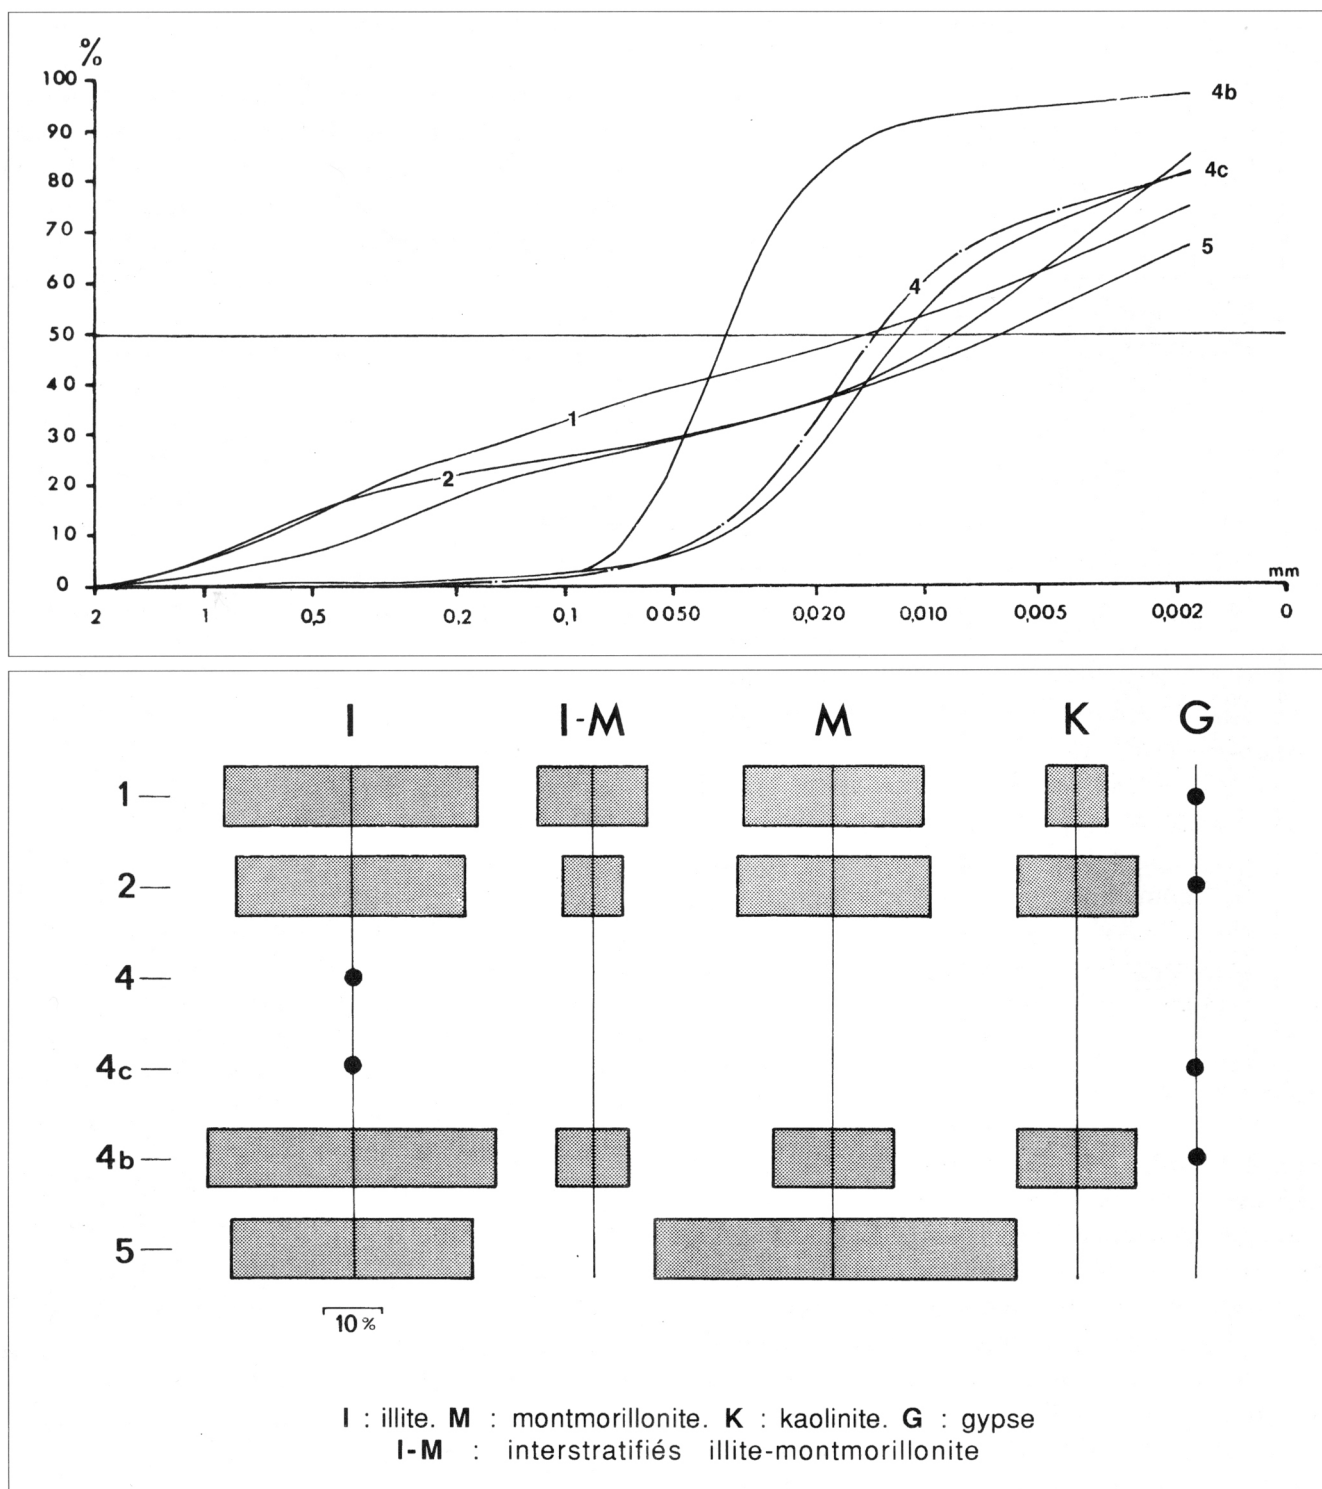 %
100
90
80
70
60
50
40
30
20
10
0
4b
4c
5
4
1
2
mm
2 1 0,5 0,2 0,1 0 050 0,020 0,010 0,005 0,002 0
I I-M M K G
1
2
4
4c
4b
5
10 %
I : illite. M : montmorillonite. K : kaolinite. G : gypse
I-M : interstratifiés illite-montmorillonite